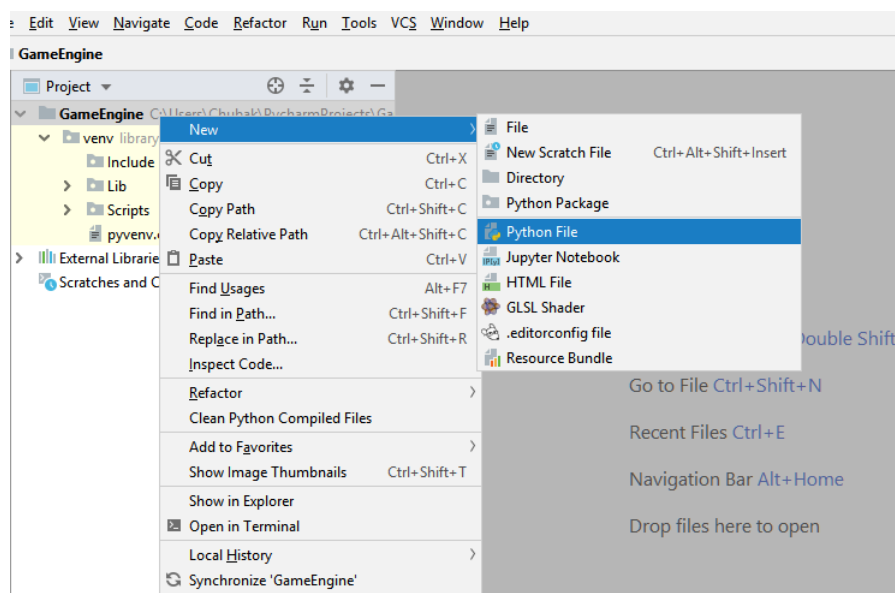 Edit View Navigate Code Refactor Run Tools VCS Window Help
GameEngine
Project
GameEngine C:\Users\Chubak\PycharmProjects\Ga
venv library
Include
Lib
Scripts
pyvenv.
External Librarie
Scratches and C
New
Cut Ctrl+X
Copy Ctrl+C
Copy Path Ctrl+Shift+C
Copy Relative Path Ctrl+Alt+Shift+C
Paste Ctrl+V
Find Usages Alt+F7
Find in Path... Ctrl+Shift+F
Replace in Path... Ctrl+Shift+R
Inspect Code...
Refactor
Clean Python Compiled Files
Add to Favorites
Show Image Thumbnails Ctrl+Shift+T
Show in Explorer
Open in Terminal
Local History
Synchronize 'GameEngine'
File
New Scratch File Ctrl+Alt+Shift+Insert
Directory
Python Package
Python File
Jupyter Notebook
HTML File
GLSL Shader
.editorconfig file
Resource Bundle
Double Shift
Go to File Ctrl+Shift+N
Recent Files Ctrl+E
Navigation Bar Alt+Home
Drop files here to open